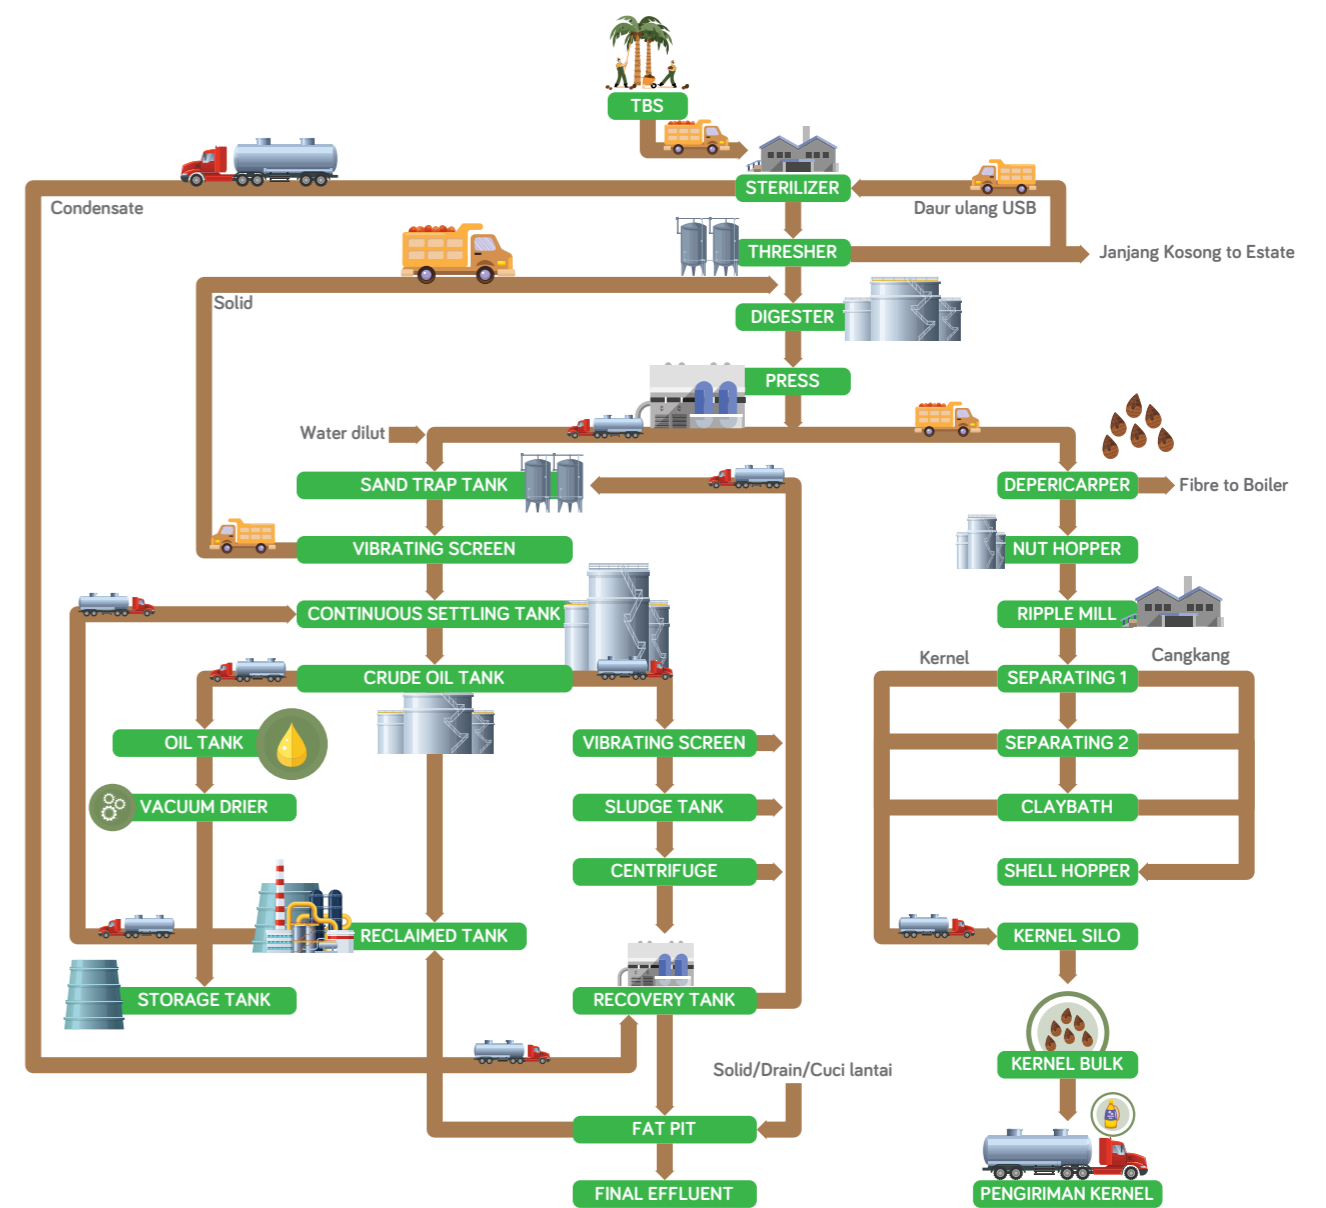 TBS
STERILIZER
Condensate
Daur ulang USB
THRESHER
Janjang Kosong to Estate
Solid
DIGESTER
PRESS
Water dilut
SAND TRAP TANK
DEPERICARPER
Fibre to Boiler
VIBRATING SCREEN
NUT HOPPER
CONTINUOUS SETTLING TANK
RIPPLE MILL
Kernel
Cangkang
CRUDE OIL TANK
SEPARATING 1
OIL TANK
VIBRATING SCREEN
SEPARATING 2
VACUUM DRIER
SLUDGE TANK
CLAYBATH
CENTRIFUGE
SHELL HOPPER
RECLAIMED TANK
KERNEL SILO
STORAGE TANK
RECOVERY TANK
KERNEL BULK
Solid/Drain/Cuci lantai
FAT PIT
FINAL EFFLUENT
PENGIRIMAN KERNEL